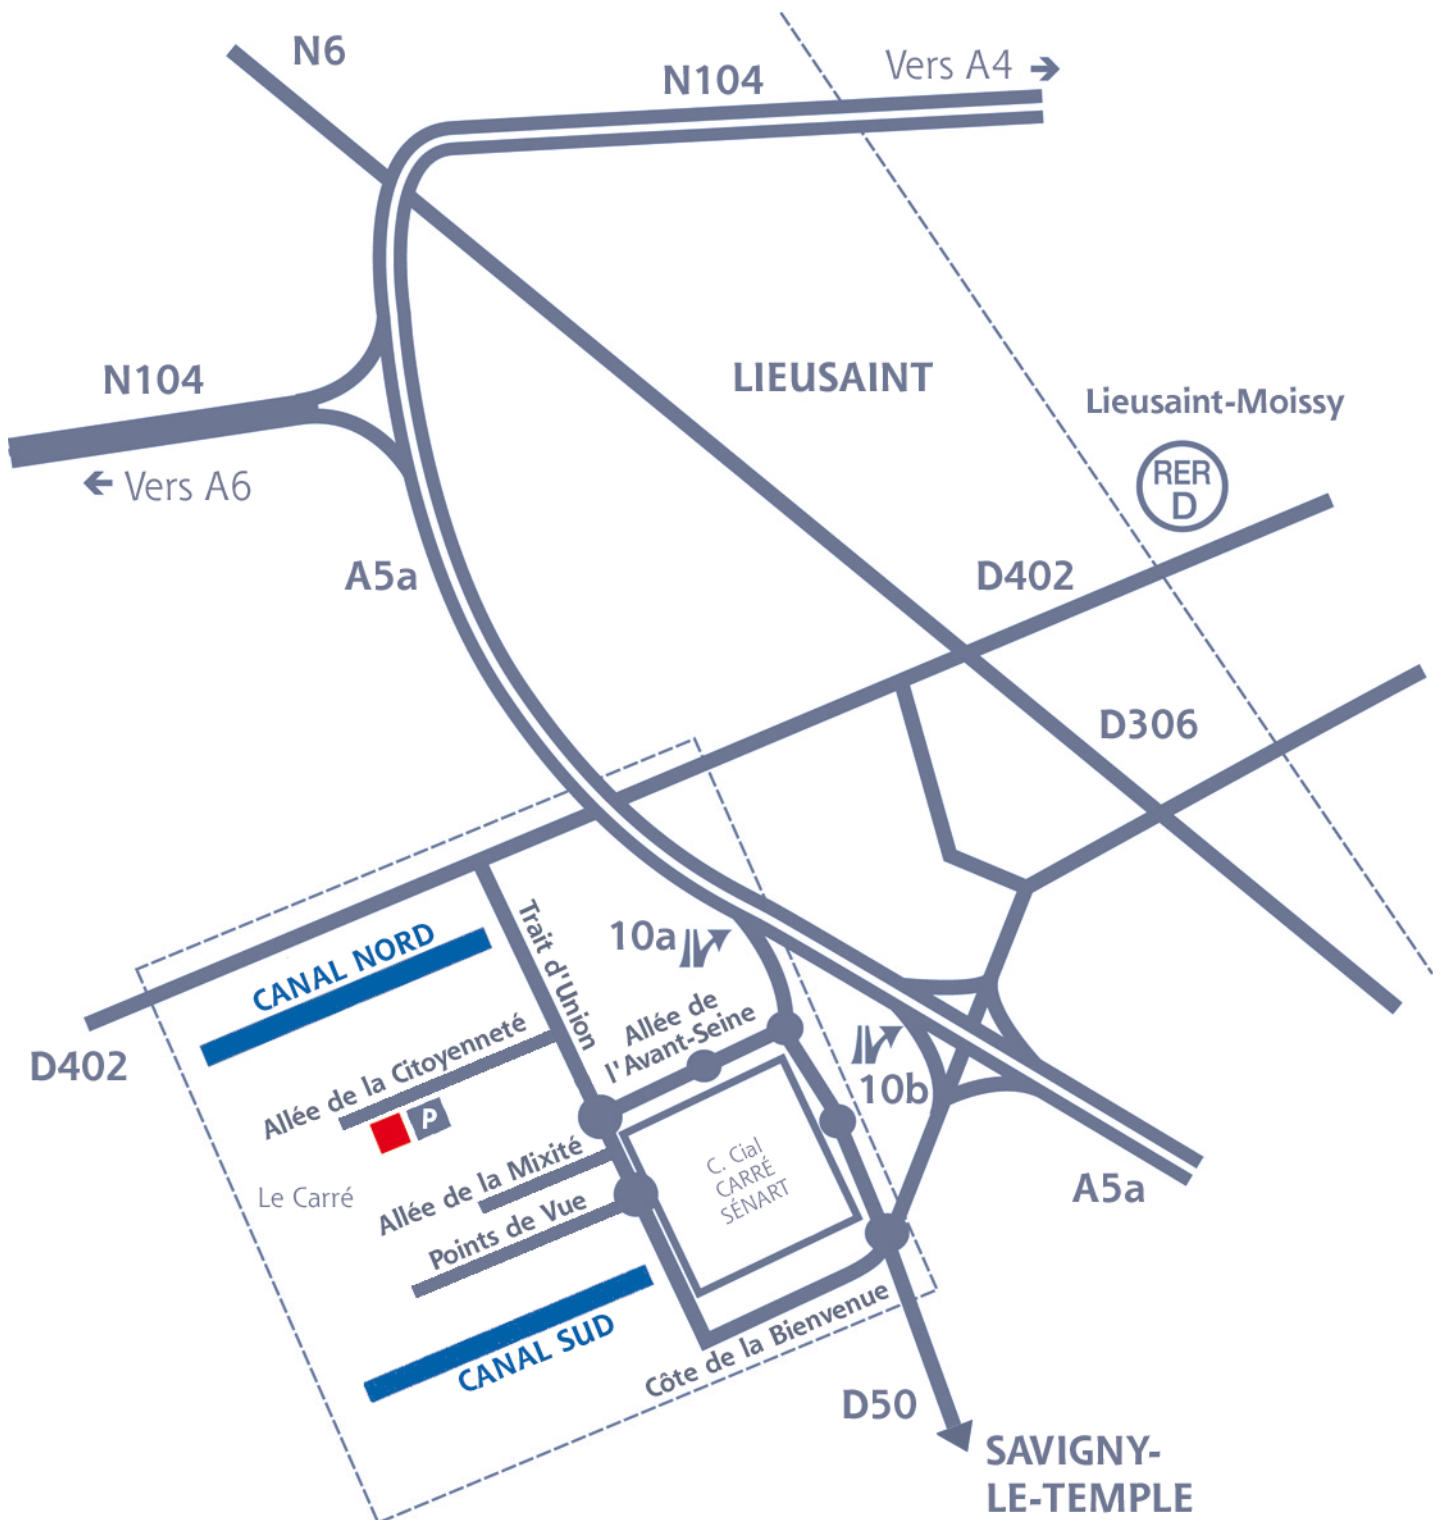 N6
N104
Vers A4
LIEUSAINT
N104
Lieusaint-Moissy
RER
D
Vers A6
A5a
D402
D306
CANAL NORD
Trait d'Union
10a
Allée de
l'Avant-Seine
Allée de la Citoyenneté
P
D402
10b
C. Cial
CARRÉ
SÉNART
Allée de la Mixité
Le Carré
Points de Vue
A5a
CANAL SUD
Côte de la Bienvenue
D50
SAVIGNY-
LE-TEMPLE